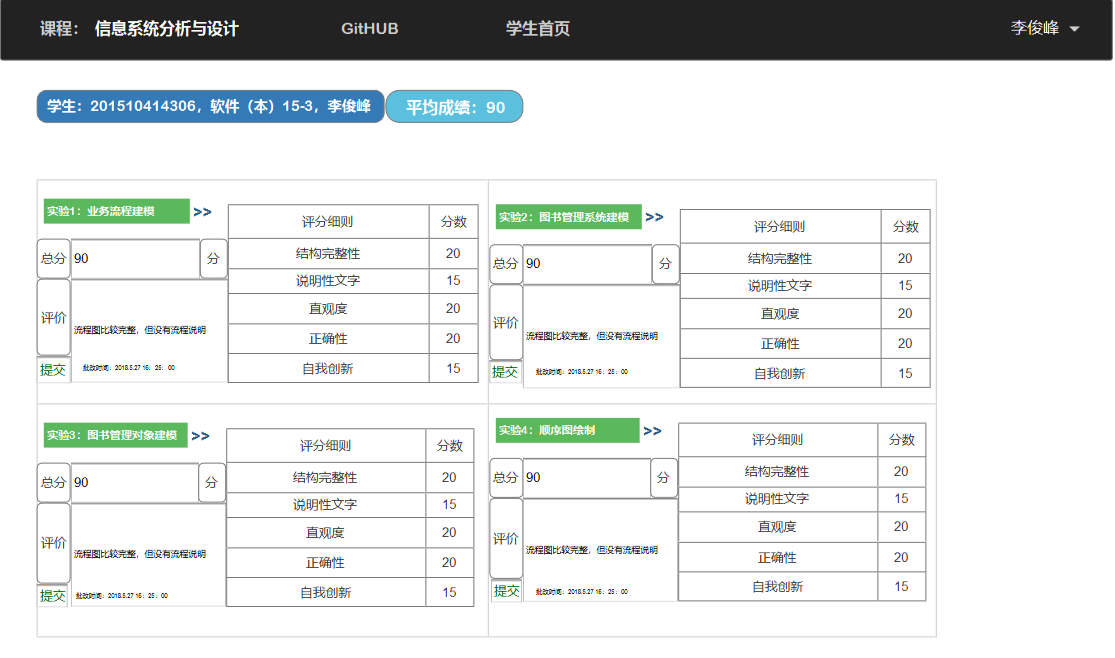 课程： 信息系统分析与设计 GitHUB 学生首页 李俊峰
学生：201510414306，软件（本）15-3，李俊峰 平均成绩：90
实验1：业务流程建模 >>
总分 90 分
评价 流程图比较完整，但没有流程说明
提交 批改时间：2018.5.27 16：25：00
评分细则 分数
结构完整性 20
说明性文字 15
直观度 20
正确性 20
自我创新 15
实验2：图书管理系统建模 >>
总分 90 分
评价 流程图比较完整，但没有流程说明
提交 批改时间：2018.5.27 16：25：00
评分细则 分数
结构完整性 20
说明性文字 15
直观度 20
正确性 20
自我创新 15
实验3：图书管理对象建模 >>
总分 90 分
评价 流程图比较完整，但没有流程说明
提交 批改时间：2018.5.27 16：25：00
评分细则 分数
结构完整性 20
说明性文字 15
直观度 20
正确性 20
自我创新 15
实验4：顺序图绘制 >>
总分 90 分
评价 流程图比较完整，但没有流程说明
提交 批改时间：2018.5.27 16：25：00
评分细则 分数
结构完整性 20
说明性文字 15
直观度 20
正确性 20
自我创新 15